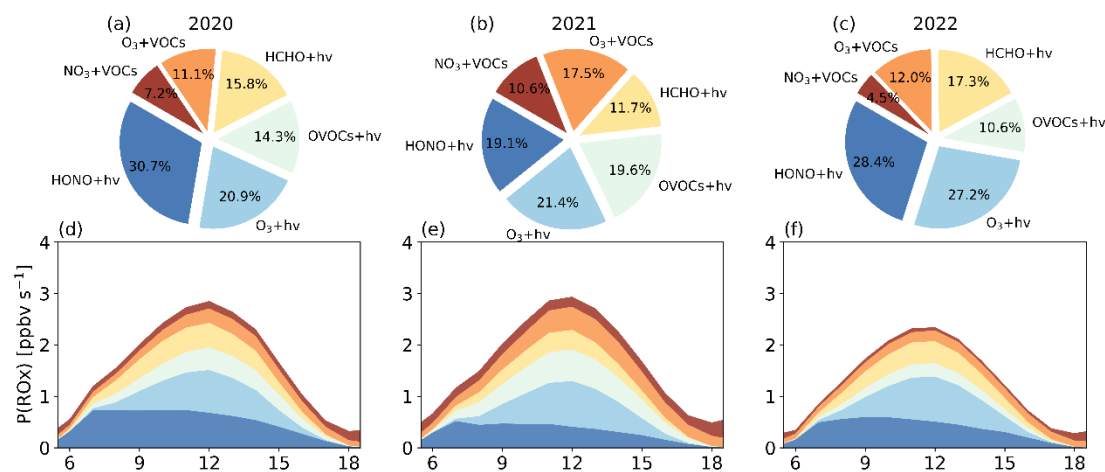 (a) 2020
O₃+VOCs
HCHO+hv
NO₃+VOCs
11.1%
15.8%
7.2%
14.3%
OVOCs+hv
30.7%
HONO+hv
20.9%
O₃+hv
(b) 2021
O₃+VOCs
NO₃+VOCs
17.5%
HCHO+hv
10.6%
11.7%
HONO+hv
19.1%
19.6%
OVOCs+hv
21.4%
O₃+hv
(c) 2022
O₃+VOCs
HCHO+hv
NO₃+VOCs
12.0%
17.3%
4.5%
10.6%
OVOCs+hv
28.4%
HONO+hv
27.2%
O₃+hv
(d)
4
3
2
1
0
P(ROx) [ppbv s⁻¹]
6 9 12 15 18
(e)
4
3
2
1
0
6 9 12 15 18
(f)
4
3
2
1
0
6 9 12 15 18